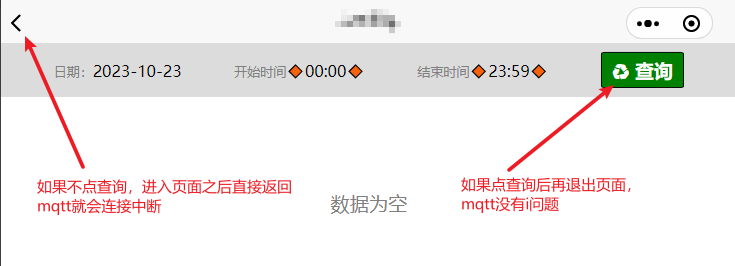 日期：2023-10-23 开始时间 00:00 结束时间 23:59 查询
如果不点查询，进入页面之后直接返回
mqtt就会连接中断
数据为空
如果点查询后再退出页面，
mqtt没有i问题